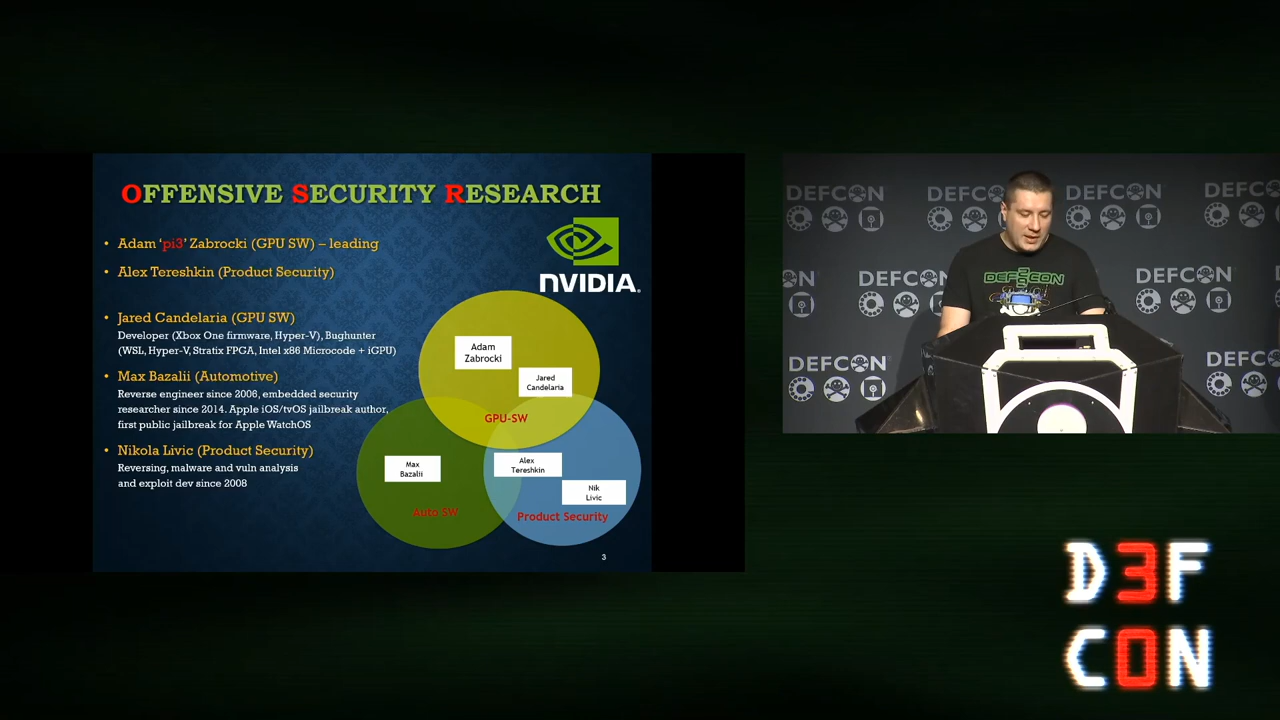 OFFENSIVE SECURITY RESEARCH
• Adam 'pi3' Zabrocki (GPU SW) – leading
• Alex Tereshkin (Product Security)
• Jared Candelaria (GPU SW)
Developer (Xbox One firmware, Hyper-V), Bughunter
(WSL, Hyper-V, Stratix FPGA, Intel x86 Microcode + iGPU)
• Max Bazalii (Automotive)
Reverse engineer since 2006, embedded security
researcher since 2014. Apple iOS/tvOS jailbreak author,
first public jailbreak for Apple WatchOS
• Nikola Livic (Product Security)
Reversing, malware and vuln analysis
and exploit dev since 2008
NVIDIA.
Adam
Zabrocki
Jared
Candelaria
GPU-SW
Max
Bazalii
Auto SW
Alex
Tereshkin
Nik
Livic
Product Security
3
DEFCON DEFCON DEFCON DEFCON
DEFCON
DEFCON DEFCON
DEFCON DEFCON
D3F
C0N